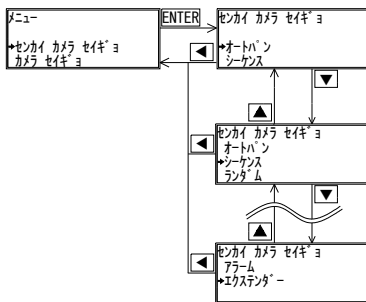 メニュー
➔センカイ カメラ セイギョ
カメラ セイギョ
ENTER
センカイ カメラ セイギョ
➔オートパン
シーケンス
◀
▼
▲
センカイ カメラ セイギョ
オートパン
➔シーケンス
ランダム
◀
▼
▲
センカイ カメラ セイギョ
アラーム
➔エクステンダー
◀